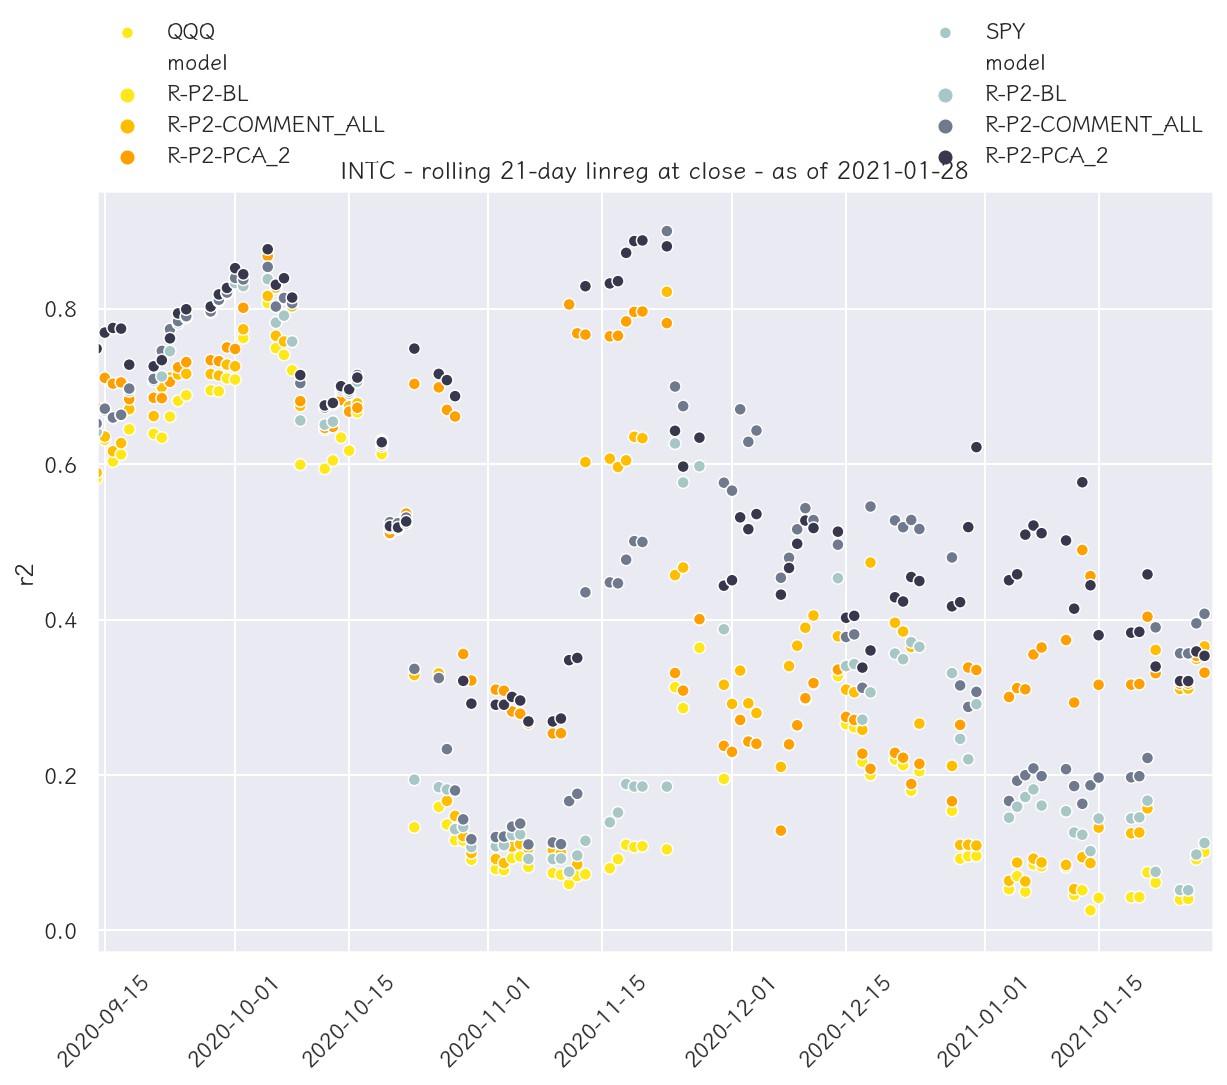 QQQ
model
R-P2-BL
R-P2-COMMENT_ALL
R-P2-PCA_2
SPY
model
R-P2-BL
R-P2-COMMENT_ALL
R-P2-PCA_2
INTC - rolling 21-day linreg at close - as of 2021-01-28
r2
0.8
0.6
0.4
0.2
0.0
2020-09-15
2020-10-01
2020-10-15
2020-11-01
2020-11-15
2020-12-01
2020-12-15
2021-01-01
2021-01-15